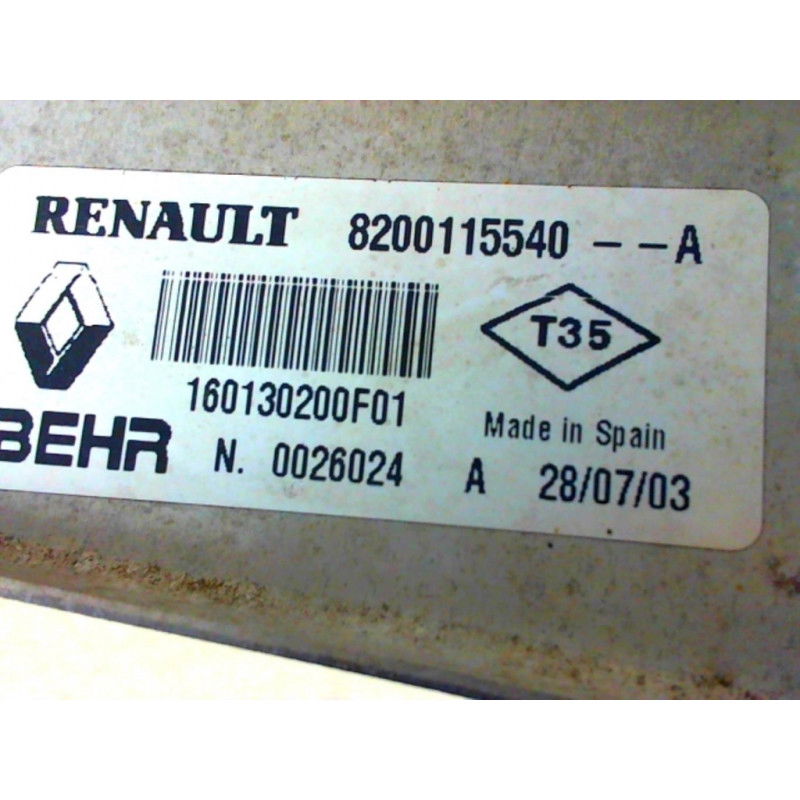 RENAULT 8200115540 -- A
T35
160130200F01
Made in Spain
BEHR N. 0026024 A 28/07/03